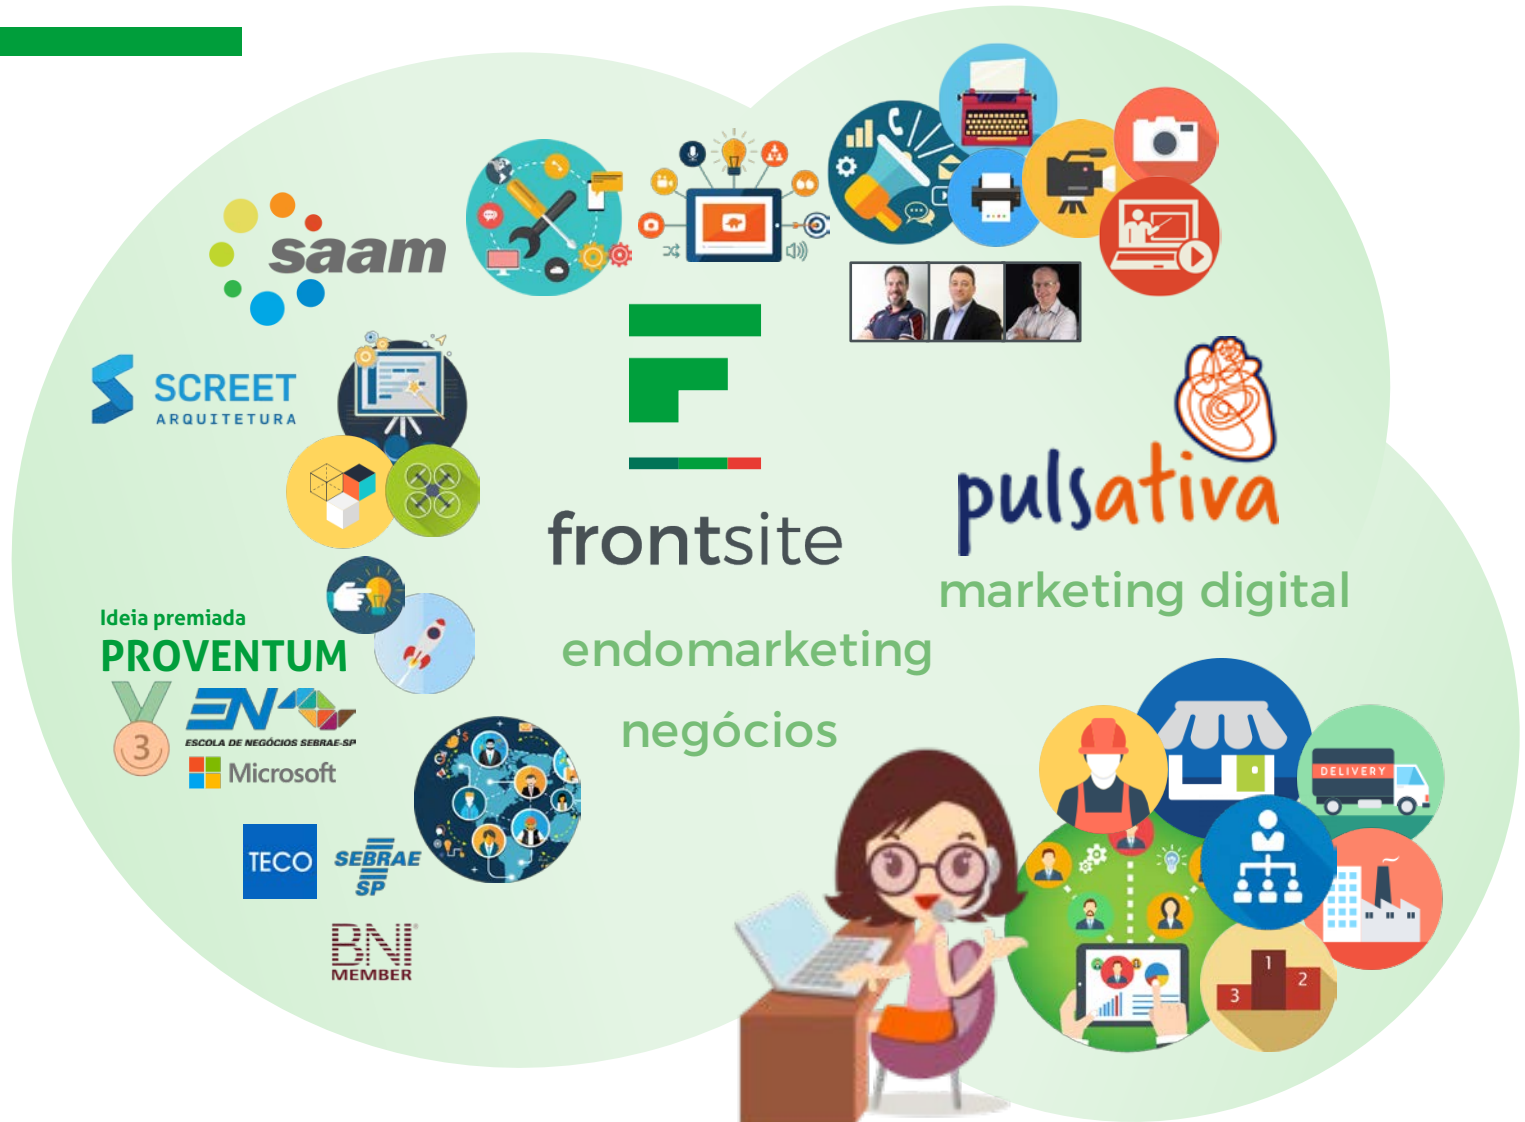 saam
SCREET
ARQUITETURA
frontsite
pulsativa
marketing digital
endomarketing
negócios
Ideia premiada
PROVENTUM
3
EN
ESCOLA DE NEGÓCIOS SEBRAE-SP
Microsoft
TECO
SEBRAE
SP
BNI
MEMBER
DELIVERY
1
2
3